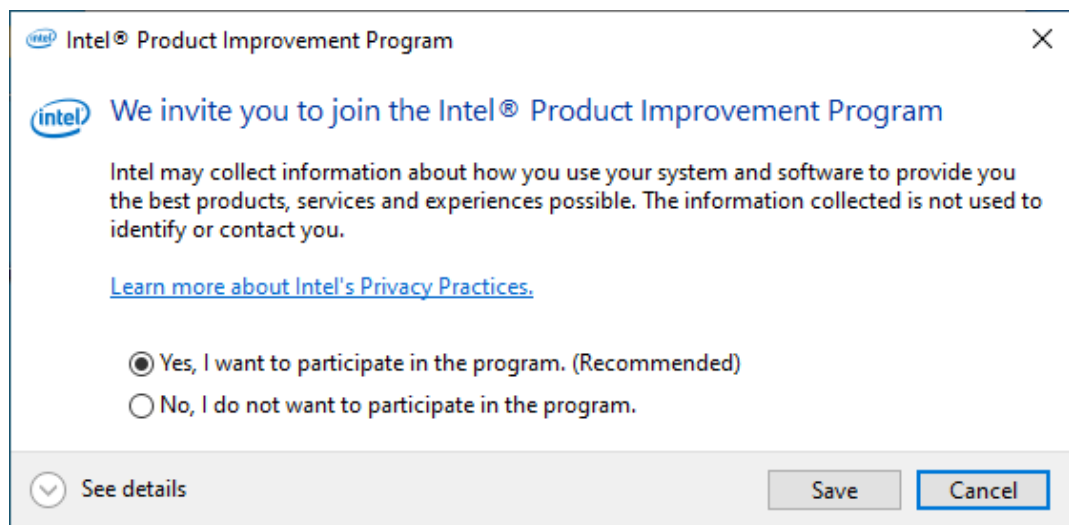 intel Intel® Product Improvement Program
intel We invite you to join the Intel® Product Improvement Program
Intel may collect information about how you use your system and software to provide you
the best products, services and experiences possible. The information collected is not used to
identify or contact you.
Learn more about Intel's Privacy Practices.
Yes, I want to participate in the program. (Recommended)
No, I do not want to participate in the program.
See details Save Cancel